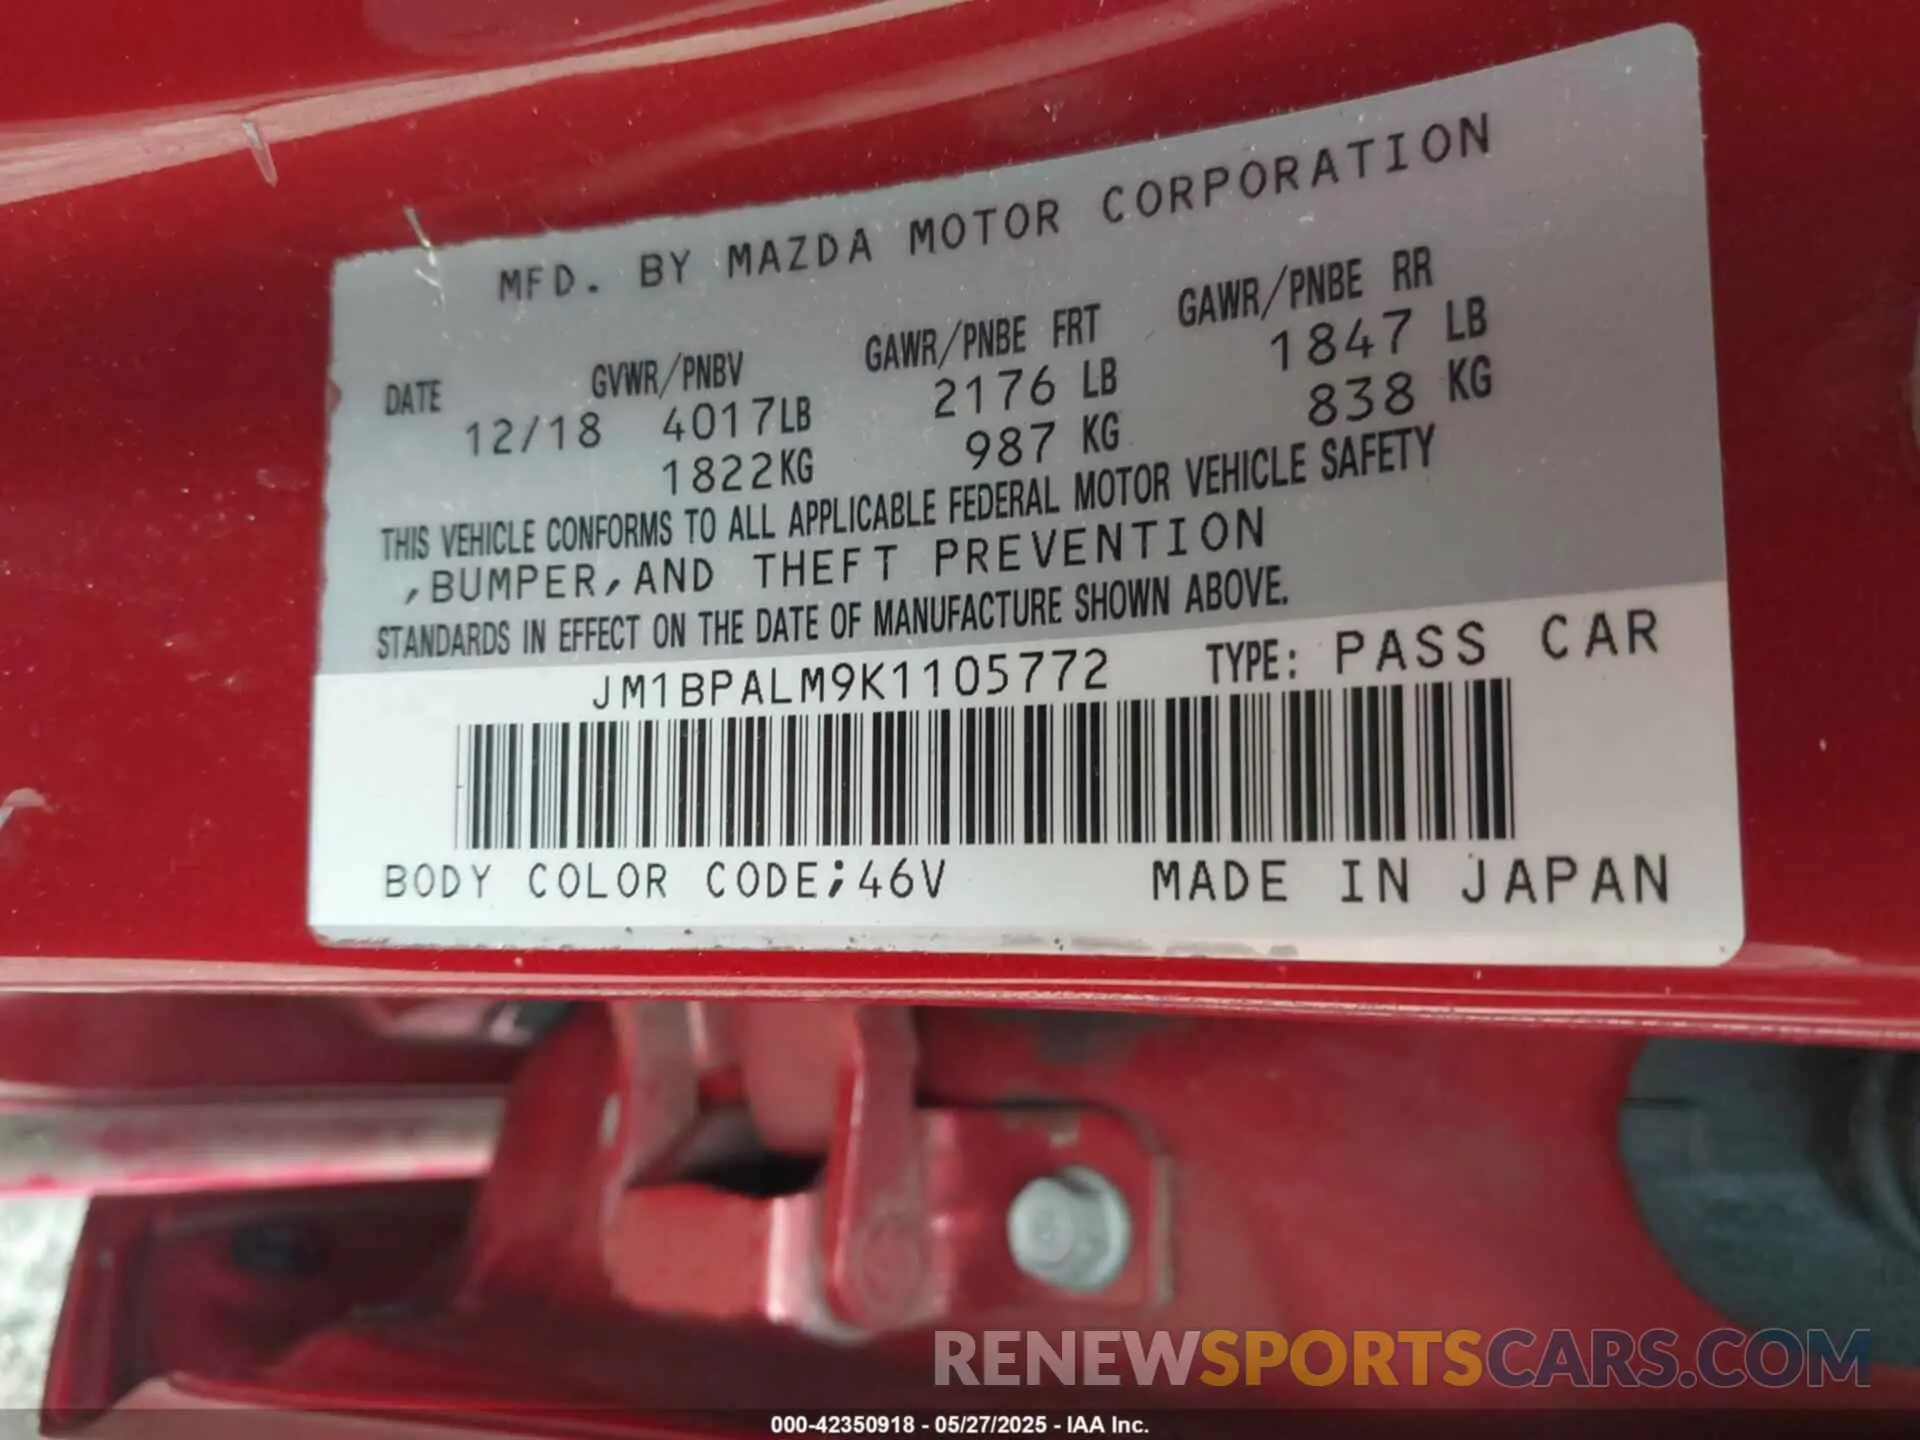 MFD. BY MAZDA MOTOR CORPORATION
DATE GVWR/PNBV GAWR/PNBE FRT GAWR/PNBE RR
12/18 4017LB 2176 LB 1847 LB
1822KG 987 KG 838 KG
THIS VEHICLE CONFORMS TO ALL APPLICABLE FEDERAL MOTOR VEHICLE SAFETY
,BUMPER,AND THEFT PREVENTION
STANDARDS IN EFFECT ON THE DATE OF MANUFACTURE SHOWN ABOVE.
JM1BPALM9K1105772 TYPE: PASS CAR
BODY COLOR CODE;46V MADE IN JAPAN
RENEWSPORTSCARS.COM
000-42350918 - 05/27/2025 - IAA Inc.